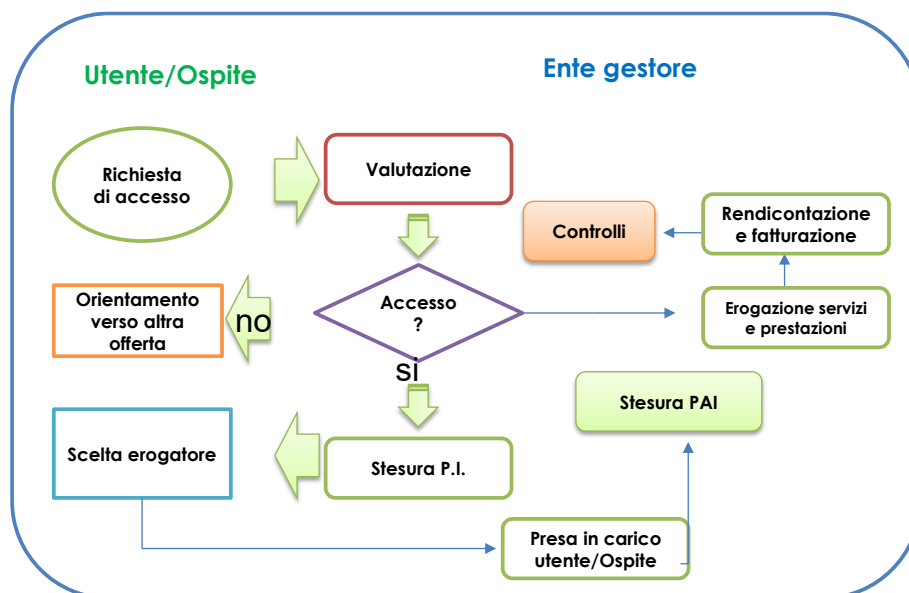 Utente/Ospite
Ente gestore
Richiesta
di accesso
Valutazione
Controlli
Rendicontazione
e fatturazione
Orientamento
verso altra
offerta
no
Accesso
?
si
Erogazione servizi
e prestazioni
Stesura PAI
Scelta erogatore
Stesura P.I.
Presa in carico
utente/Ospite